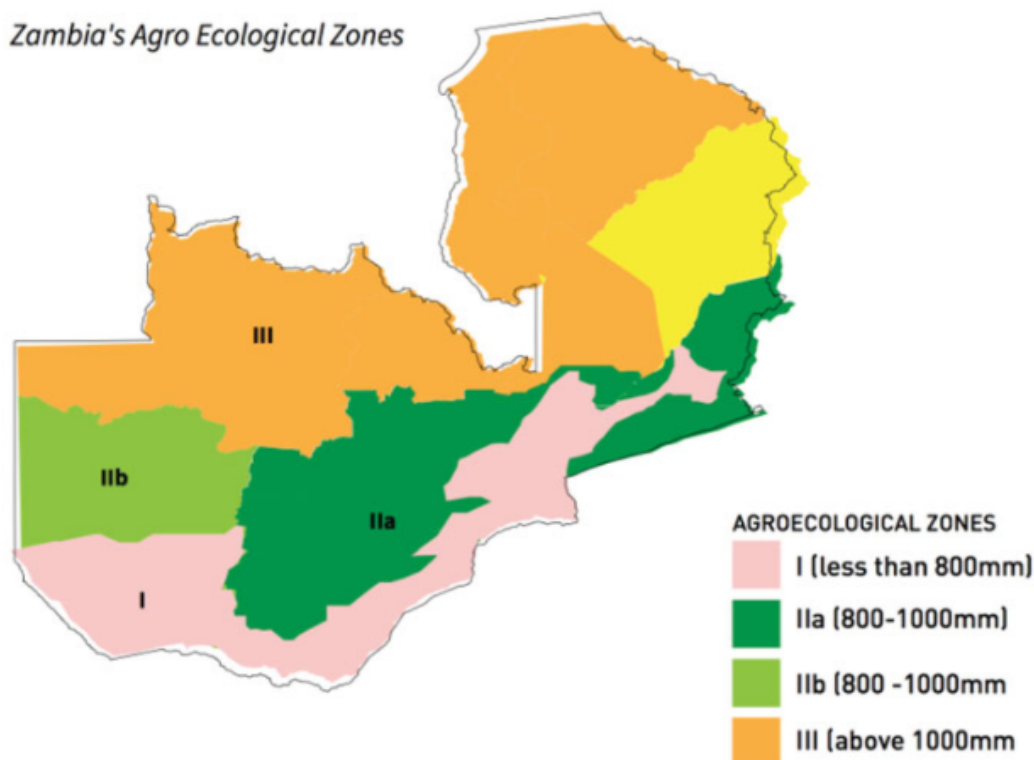 Zambia's Agro Ecological Zones
III
IIb
IIa
I
AGROECOLOGICAL ZONES
I (less than 800mm)
IIa (800-1000mm)
IIb (800 -1000mm
III (above 1000mm